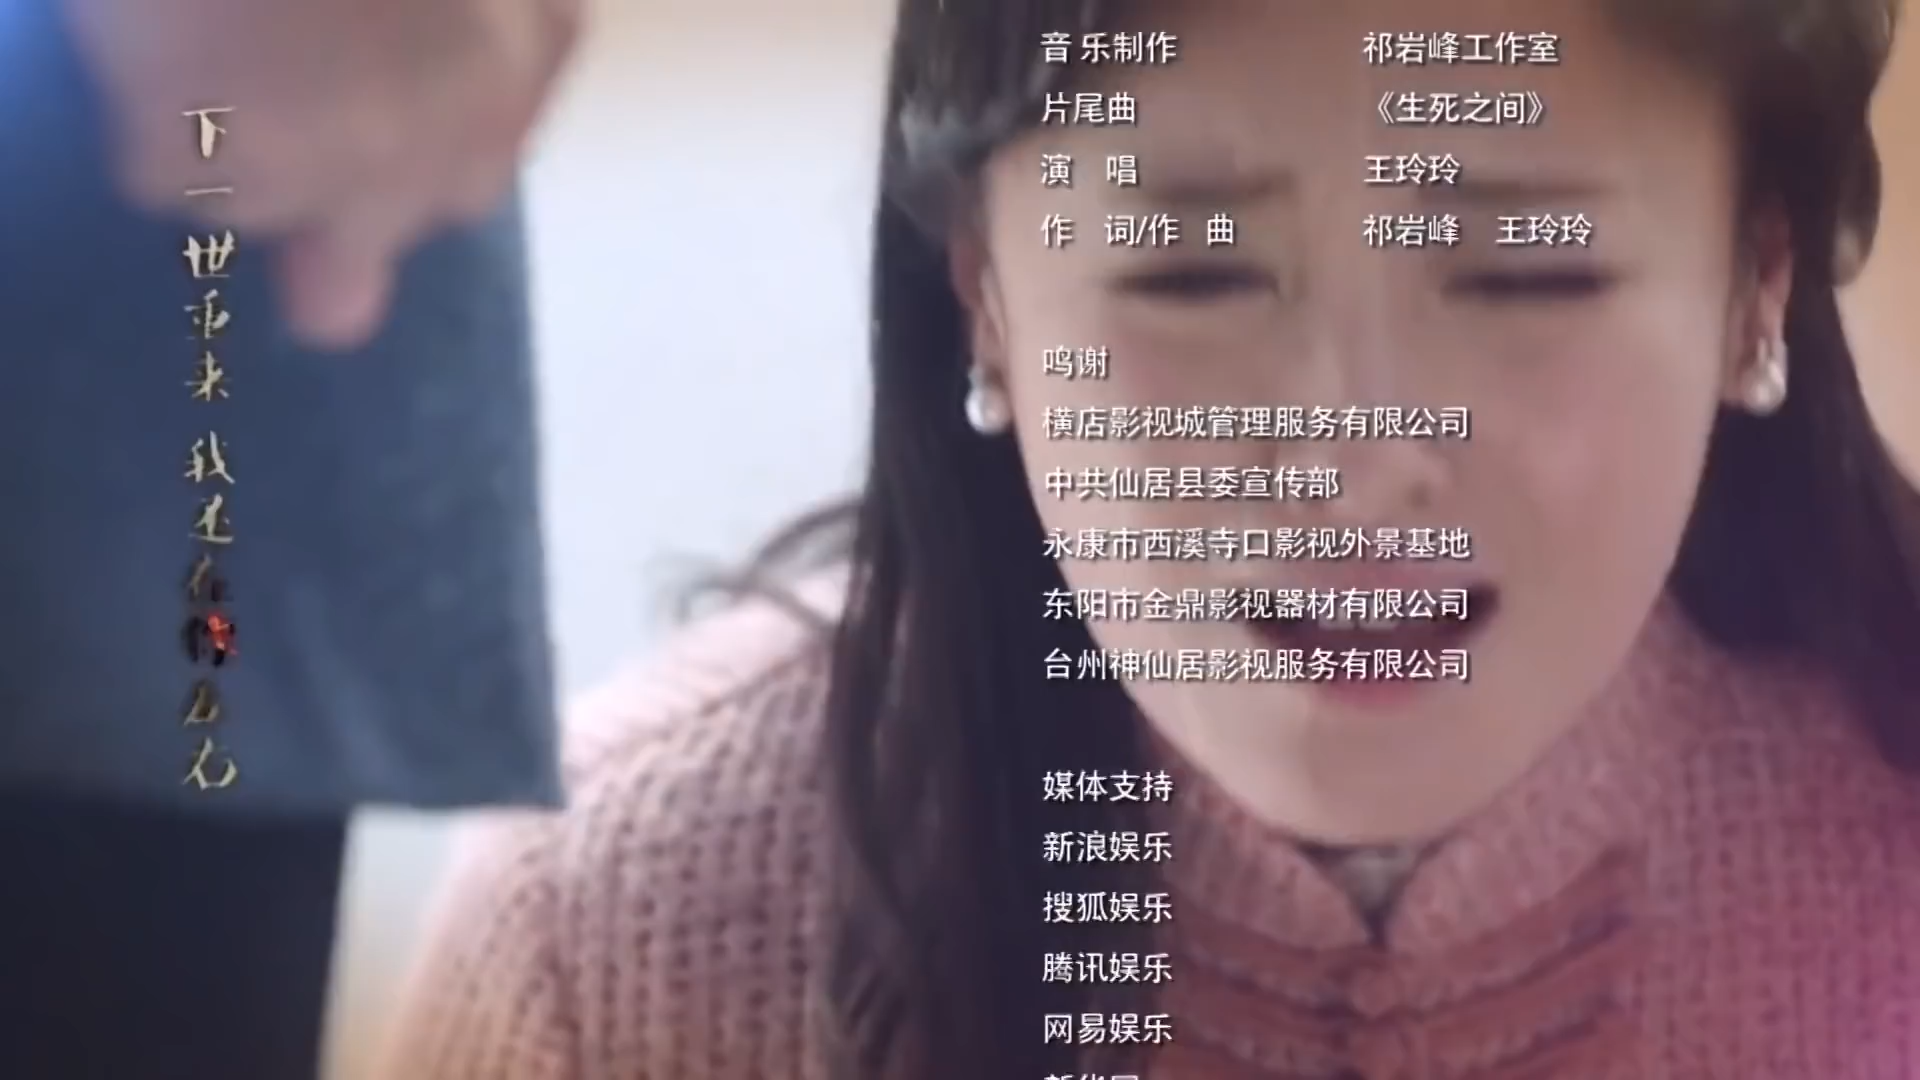 下一世重来 我还在你左右
音乐制作 祁岩峰工作室
片尾曲 《生死之间》
演 唱 王玲玲
作 词/作 曲 祁岩峰 王玲玲
鸣谢
横店影视城管理服务有限公司
中共仙居县委宣传部
永康市西溪寺口影视外景基地
东阳市金鼎影视器材有限公司
台州神仙居影视服务有限公司
媒体支持
新浪娱乐
搜狐娱乐
腾讯娱乐
网易娱乐